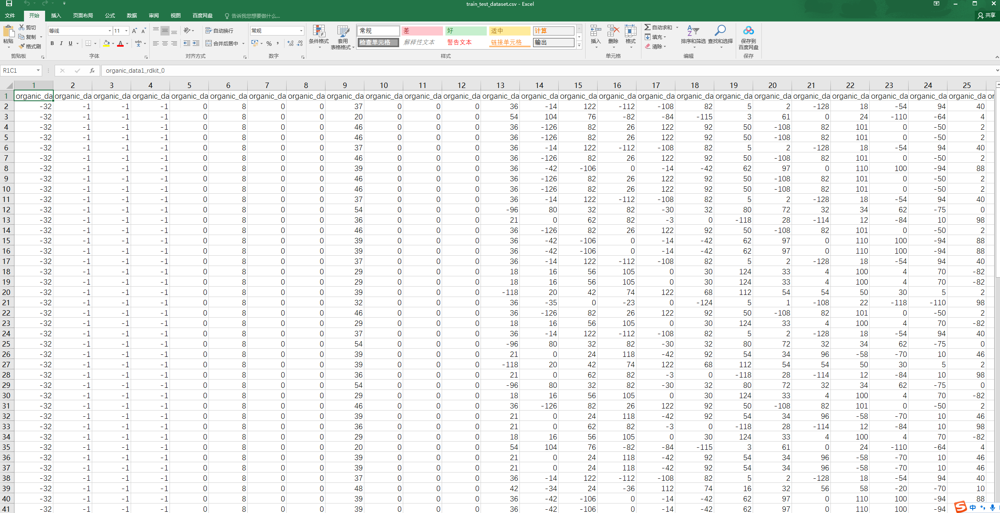 train_test_dataset.csv - Excel
文件 开始 插入 页面布局 公式 数据 审阅 视图 百度网盘 告诉我您想要做什么... 共享
粘贴 剪切 复制 格式刷 剪贴板
等线 11 A A B I U A wén 文 字体
自动换行 合并后居中 对齐方式
常规 % 数字
条件格式 套用 表格格式
常规 差 好 适中 计算
检查单元格 解释性文本 警告文本 链接单元格 输出
样式
插入 删除 格式 单元格
自动求和 填充 清除 排序和筛选 查找和选择 编辑
保存到 百度网盘 保存
R1C1 fx organic_data1_rdkit_0
1 2 3 4 5 6 7 8 9 10 11 12 13 14 15 16 17 18 19 20 21 22 23 24 25
1 organic_da organic_da organic_da organic_da organic_da organic_da organic_da organic_da organic_da organic_da organic_da organic_da organic_da organic_da organic_da organic_da organic_da organic_da organic_da organic_da organic_da organic_da organic_da organic_da organic_da or
2 -32 -1 -1 -1 0 8 0 0 37 0 0 0 36 -14 122 -112 -108 82 5 2 -128 18 -54 94 40
3 -32 -1 -1 -1 0 8 0 0 20 0 0 0 54 104 76 -82 -84 -115 3 61 0 24 -110 -64 4
4 -32 -1 -1 -1 0 8 0 0 46 0 0 0 36 -126 82 26 122 92 50 -108 82 101 0 -50 2
5 -32 -1 -1 -1 0 8 0 0 46 0 0 0 36 -126 82 26 122 92 50 -108 82 101 0 -50 2
6 -32 -1 -1 -1 0 8 0 0 37 0 0 0 36 -14 122 -112 -108 82 5 2 -128 18 -54 94 40
7 -32 -1 -1 -1 0 8 0 0 46 0 0 0 36 -126 82 26 122 92 50 -108 82 101 0 -50 2
8 -32 -1 -1 -1 0 8 0 0 39 0 0 0 36 -42 -106 0 -14 -42 62 97 0 110 100 -94 88
9 -32 -1 -1 -1 0 8 0 0 46 0 0 0 36 -126 82 26 122 92 50 -108 82 101 0 -50 2
10 -32 -1 -1 -1 0 8 0 0 46 0 0 0 36 -126 82 26 122 92 50 -108 82 101 0 -50 2
11 -32 -1 -1 -1 0 8 0 0 37 0 0 0 36 -14 122 -112 -108 82 5 2 -128 18 -54 94 40
12 -32 -1 -1 -1 0 8 0 0 54 0 0 0 -96 80 32 82 -30 32 80 72 32 34 62 -75 0
13 -32 -1 -1 -1 0 8 0 0 36 0 0 0 21 0 62 82 -3 0 -118 28 -114 12 -84 10 98
14 -32 -1 -1 -1 0 8 0 0 46 0 0 0 36 -126 82 26 122 92 50 -108 82 101 0 -50 2
15 -32 -1 -1 -1 0 8 0 0 39 0 0 0 36 -42 -106 0 -14 -42 62 97 0 110 100 -94 88
16 -32 -1 -1 -1 0 8 0 0 39 0 0 0 36 -42 -106 0 -14 -42 62 97 0 110 100 -94 88
17 -32 -1 -1 -1 0 8 0 0 37 0 0 0 36 -14 122 -112 -108 82 5 2 -128 18 -54 94 40
18 -32 -1 -1 -1 0 8 0 0 29 0 0 0 18 16 56 105 0 30 124 33 4 100 4 70 -82
19 -32 -1 -1 -1 0 8 0 0 29 0 0 0 18 16 56 105 0 30 124 33 4 100 4 70 -82
20 -32 -1 -1 -1 0 8 0 0 39 0 0 0 -118 20 42 74 122 68 112 54 54 50 30 5 2
21 -32 -1 -1 -1 0 8 0 0 32 0 0 0 36 -35 0 -23 0 -124 5 1 -108 22 -118 -110 98
22 -32 -1 -1 -1 0 8 0 0 46 0 0 0 36 -126 82 26 122 92 50 -108 82 101 0 -50 2
23 -32 -1 -1 -1 0 8 0 0 29 0 0 0 18 16 56 105 0 30 124 33 4 100 4 70 -82
24 -32 -1 -1 -1 0 8 0 0 37 0 0 0 36 -14 122 -112 -108 82 5 2 -128 18 -54 94 40
25 -32 -1 -1 -1 0 8 0 0 54 0 0 0 -96 80 32 82 -30 32 80 72 32 34 62 -75 0
26 -32 -1 -1 -1 0 8 0 0 39 0 0 0 21 0 24 118 -42 92 54 34 96 -58 -70 10 46
27 -32 -1 -1 -1 0 8 0 0 39 0 0 0 -118 20 42 74 122 68 112 54 54 50 30 5 2
28 -32 -1 -1 -1 0 8 0 0 36 0 0 0 21 0 62 82 -3 0 -118 28 -114 12 -84 10 98
29 -32 -1 -1 -1 0 8 0 0 54 0 0 0 -96 80 32 82 -30 32 80 72 32 34 62 -75 0
30 -32 -1 -1 -1 0 8 0 0 29 0 0 0 18 16 56 105 0 30 124 33 4 100 4 70 -82
31 -32 -1 -1 -1 0 8 0 0 46 0 0 0 36 -126 82 26 122 92 50 -108 82 101 0 -50 2
32 -32 -1 -1 -1 0 8 0 0 39 0 0 0 21 0 24 118 -42 92 54 34 96 -58 -70 10 46
33 -32 -1 -1 -1 0 8 0 0 36 0 0 0 21 0 62 82 -3 0 -118 28 -114 12 -84 10 98
34 -32 -1 -1 -1 0 8 0 0 29 0 0 0 18 16 56 105 0 30 124 33 4 100 4 70 -82
35 -32 -1 -1 -1 0 8 0 0 20 0 0 0 54 104 76 -82 -84 -115 3 61 0 24 -110 -64 4
36 -32 -1 -1 -1 0 8 0 0 39 0 0 0 21 0 24 118 -42 92 54 34 96 -58 -70 10 46
37 -32 -1 -1 -1 0 8 0 0 39 0 0 0 21 0 24 118 -42 92 54 34 96 -58 -70 10 46
38 -32 -1 -1 -1 0 8 0 0 37 0 0 0 36 -14 122 -112 -108 82 5 2 -128 18 -54 94 40
39 -32 -1 -1 -1 0 8 0 0 48 0 0 0 42 -34 24 -36 112 74 16 32 56 58 -20 -70 10
40 -32 -1 -1 -1 0 8 0 0 39 0 0 0 36 -42 -106 0 -14 -42 62 97 0 110 100 -94 88
41 -32 -1 -1 -1 0 8 0 0 39 0 0 0 36 -42 -106 0 -14 -42 62 97 0 110 100 -94
S 中